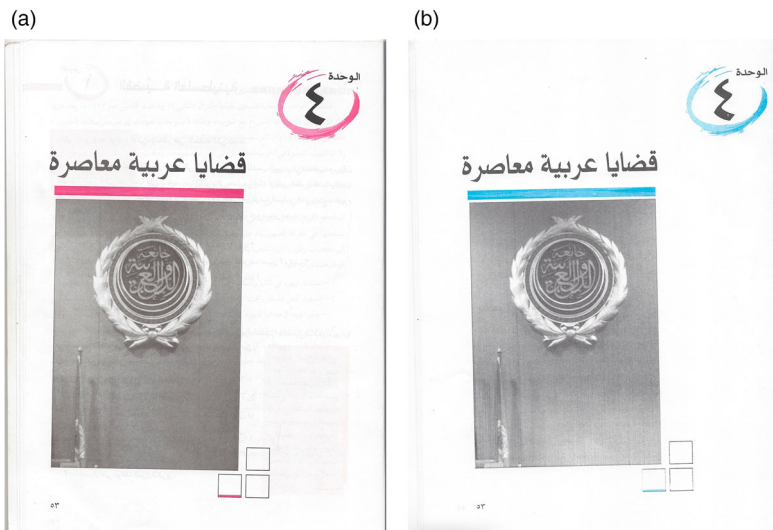 (a)
الوحدة
٤
قضايا عربية معاصرة
جامعة
الدول العربية
٥٣
(b)
الوحدة
٤
قضايا عربية معاصرة
جامعة
الدول العربية
٥٣